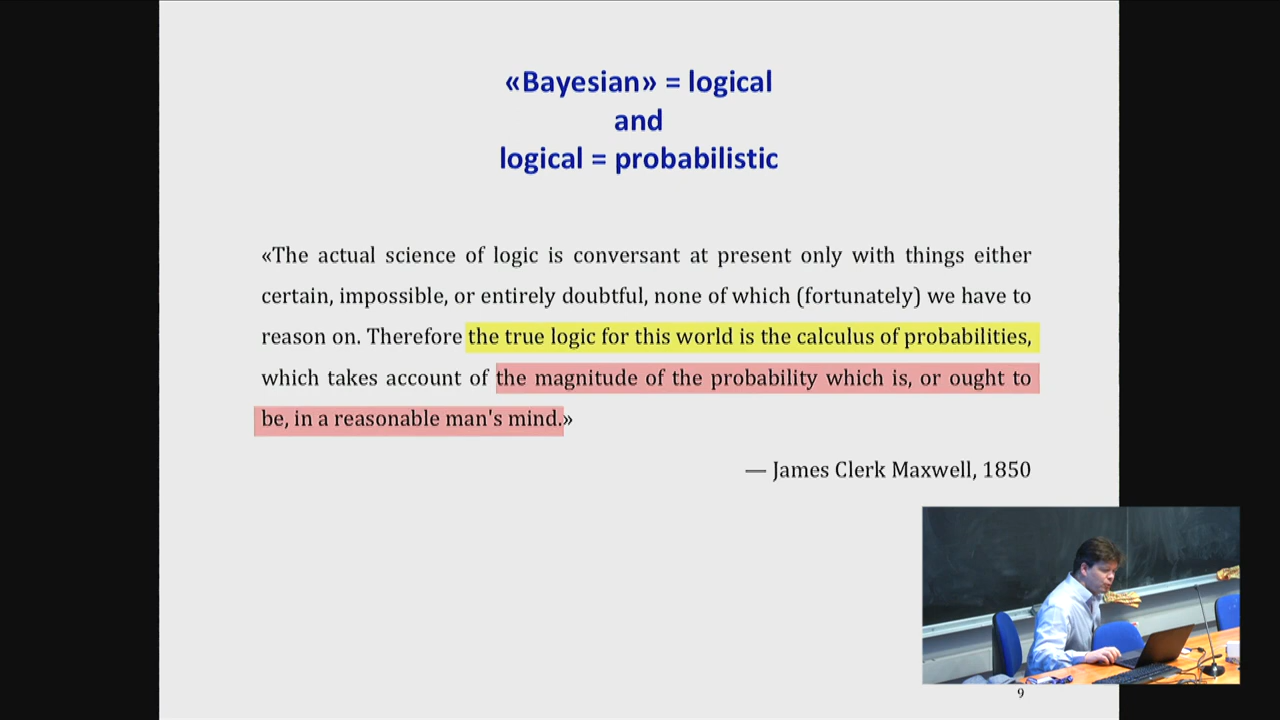 «Bayesian» = logical
and
logical = probabilistic
«The actual science of logic is conversant at present only with things either
certain, impossible, or entirely doubtful, none of which (fortunately) we have to
reason on. Therefore the true logic for this world is the calculus of probabilities,
which takes account of the magnitude of the probability which is, or ought to
be, in a reasonable man's mind.»
— James Clerk Maxwell, 1850
9